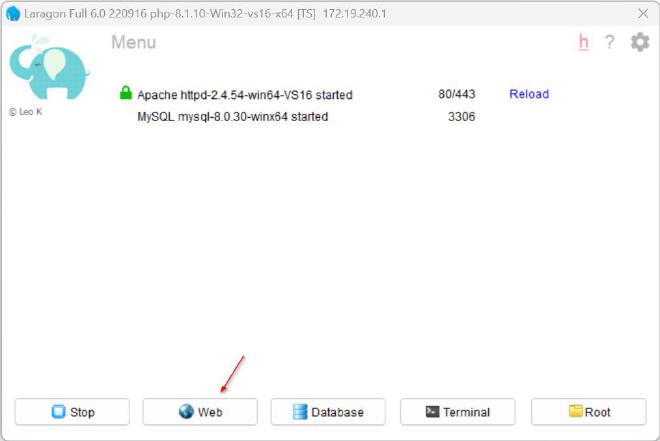 Laragon Full 6.0 220916 php-8.1.10-Win32-vs16-x64 [TS] 172.19.240.1
Menu
h ?
© Leo K
Apache httpd-2.4.54-win64-VS16 started 80/443 Reload
MySQL mysql-8.0.30-winx64 started 3306
Stop Web Database Terminal Root